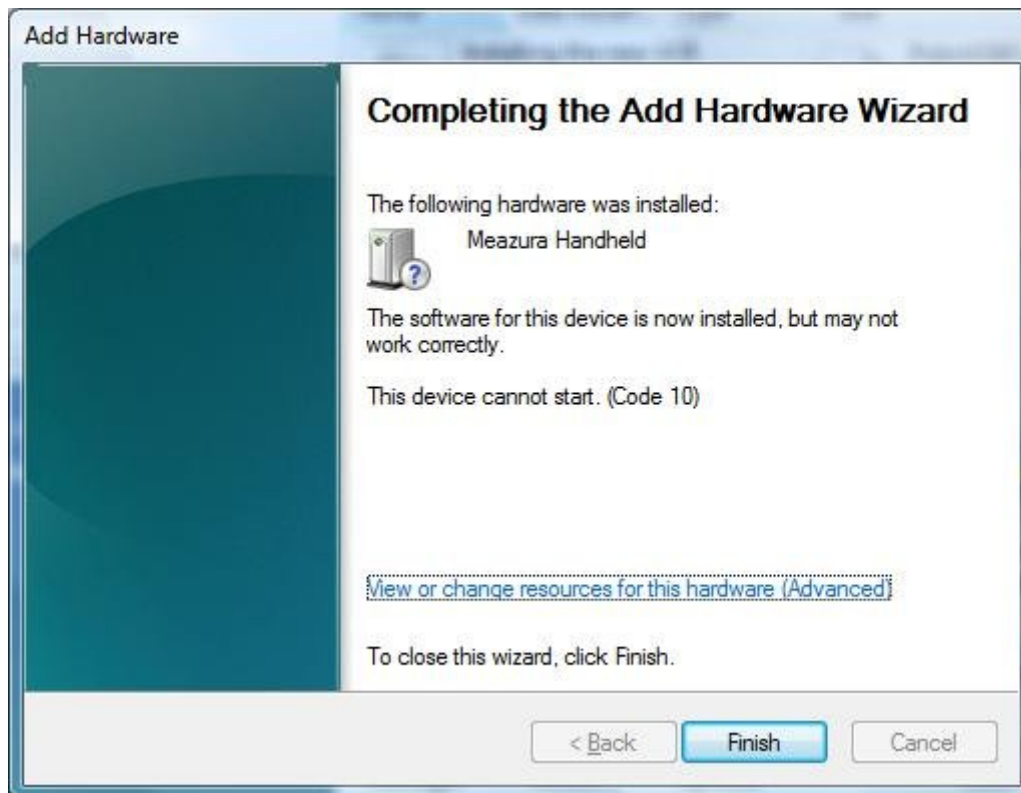 Add Hardware
Completing the Add Hardware Wizard
The following hardware was installed:
Meazura Handheld
?
The software for this device is now installed, but may not
work correctly.
This device cannot start. (Code 10)
View or change resources for this hardware (Advanced)
To close this wizard, click Finish.
< Back
Finish
Cancel